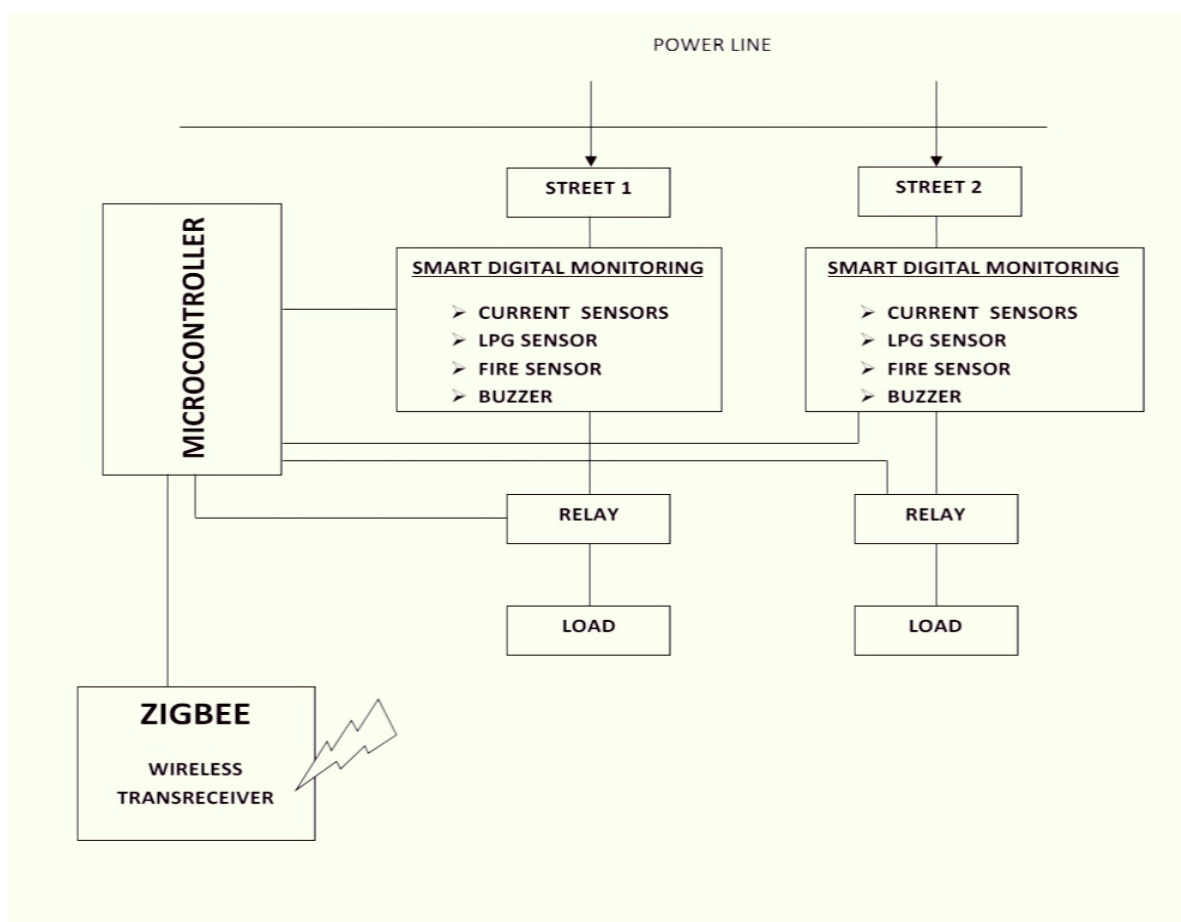 POWER LINE
STREET 1
STREET 2
MICROCONTROLLER
SMART DIGITAL MONITORING
➢ CURRENT SENSORS
➢ LPG SENSOR
➢ FIRE SENSOR
➢ BUZZER
SMART DIGITAL MONITORING
➢ CURRENT SENSORS
➢ LPG SENSOR
➢ FIRE SENSOR
➢ BUZZER
RELAY
RELAY
LOAD
LOAD
ZIGBEE
WIRELESS
TRANSRECEIVER